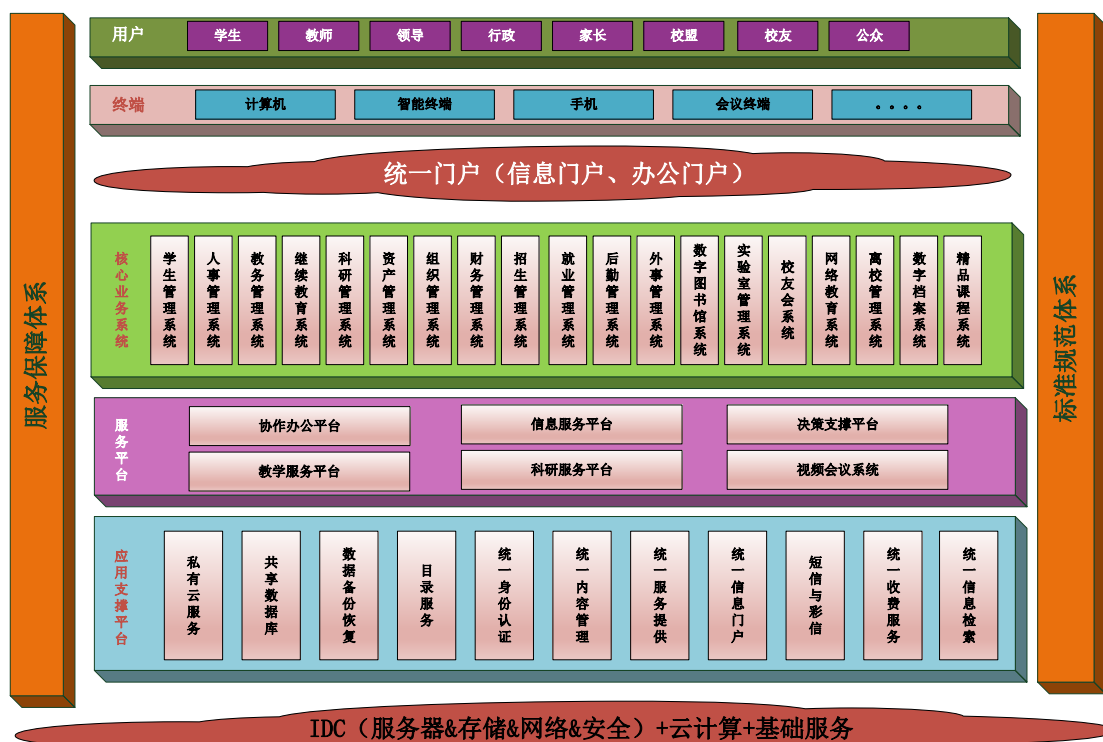 用户
学生
教师
领导
行政
家长
校盟
校友
公众
终端
计算机
智能终端
手机
会议终端
。。。。
统一门户（信息门户、办公门户）
服务保障体系
标准规范体系
核心业务系统
学生管理系统
人事管理系统
教务管理系统
继续教育系统
科研管理系统
资产管理系统
组织管理系统
财务管理系统
招生管理系统
就业管理系统
后勤管理系统
外事管理系统
数字图书馆系统
实验室管理系统
校友会系统
网络教育系统
离校管理系统
数字档案系统
精品课程系统
服务平台
协作办公平台
信息服务平台
决策支撑平台
教学服务平台
科研服务平台
视频会议系统
应用支撑平台
私有云服务
共享数据库
数据备份恢复
目录服务
统一身份认证
统一内容管理
统一服务提供
统一信息门户
短信与彩信
统一收费服务
统一信息检索
IDC（服务器&存储&网络&安全）+云计算+基础服务